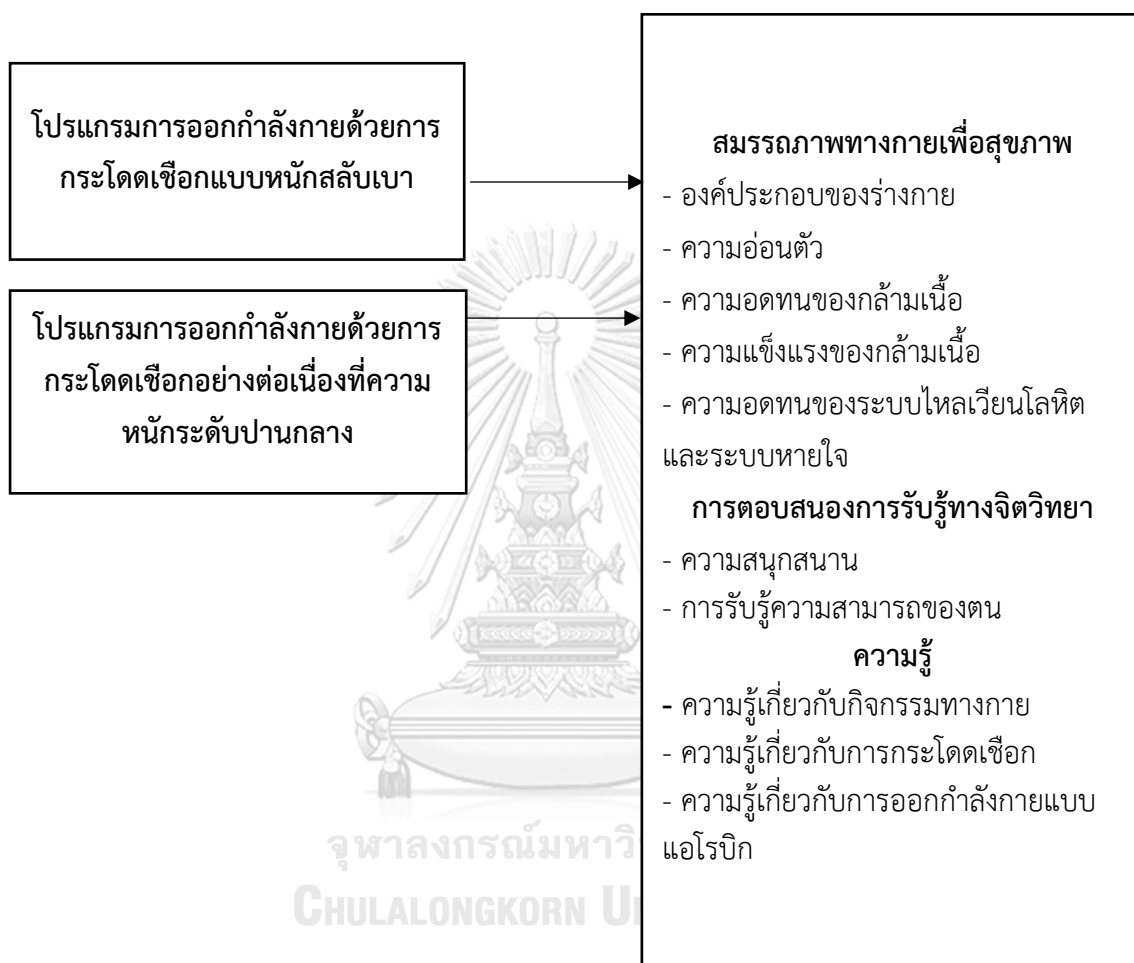 โปรแกรมการออกกำลังกายด้วยการ
กระโดดเชือกแบบหนักสลับเบา
โปรแกรมการออกกำลังกายด้วยการ
กระโดดเชือกอย่างต่อเนื่องที่ความ
หนักระดับปานกลาง
สมรรถภาพทางกายเพื่อสุขภาพ
- องค์ประกอบของร่างกาย
- ความอ่อนตัว
- ความอดทนของกล้ามเนื้อ
- ความแข็งแรงของกล้ามเนื้อ
- ความอดทนของระบบไหลเวียนโลหิต
และระบบหายใจ
การตอบสนองการรับรู้ทางจิตวิทยา
- ความสนุกสนาน
- การรับรู้ความสามารถของตน
ความรู้
- ความรู้เกี่ยวกับกิจกรรมทางกาย
- ความรู้เกี่ยวกับการกระโดดเชือก
- ความรู้เกี่ยวกับการออกกำลังกายแบบ
แอโรบิก
จุฬาลงกรณ์มหาวิ
CHULALONGKORN U